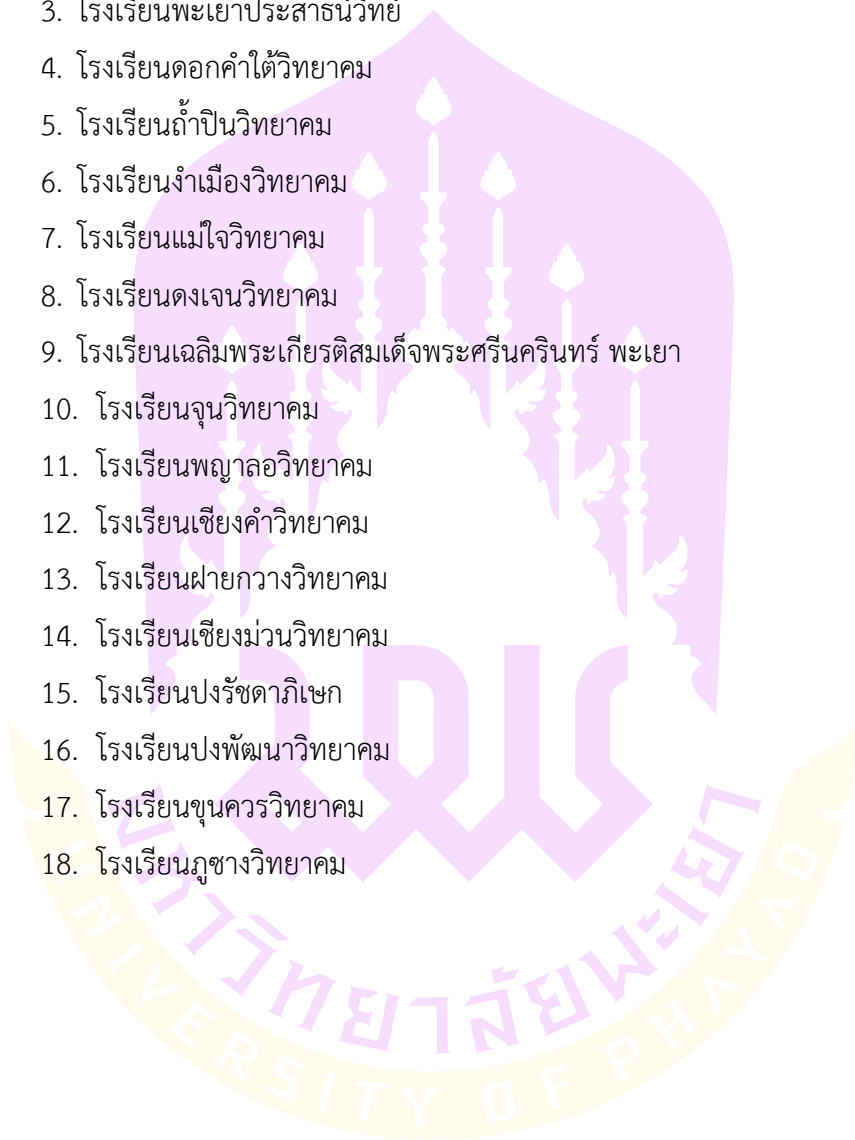 3. โรงเรียนพะเยาประสาธน์วิทย์
4. โรงเรียนดอกคำใต้วิทยาคม
5. โรงเรียนถ้ำปินวิทยาคม
6. โรงเรียนงำเมืองวิทยาคม
7. โรงเรียนแม่ใจวิทยาคม
8. โรงเรียนดงเจนวิทยาคม
9. โรงเรียนเฉลิมพระเกียรติสมเด็จพระศรีนครินทร์ พะเยา
10. โรงเรียนจุนวิทยาคม
11. โรงเรียนพญาลอวิทยาคม
12. โรงเรียนเชียงคำวิทยาคม
13. โรงเรียนฝายกวางวิทยาคม
14. โรงเรียนเชียงม่วนวิทยาคม
15. โรงเรียนปงรัชดาภิเษก
16. โรงเรียนปงพัฒนาวิทยาคม
17. โรงเรียนขุนควรวิทยาคม
18. โรงเรียนภูซางวิทยาคม
มหาวิทยาลัยพะเยา
UNIVERSITY OF PHAYAO